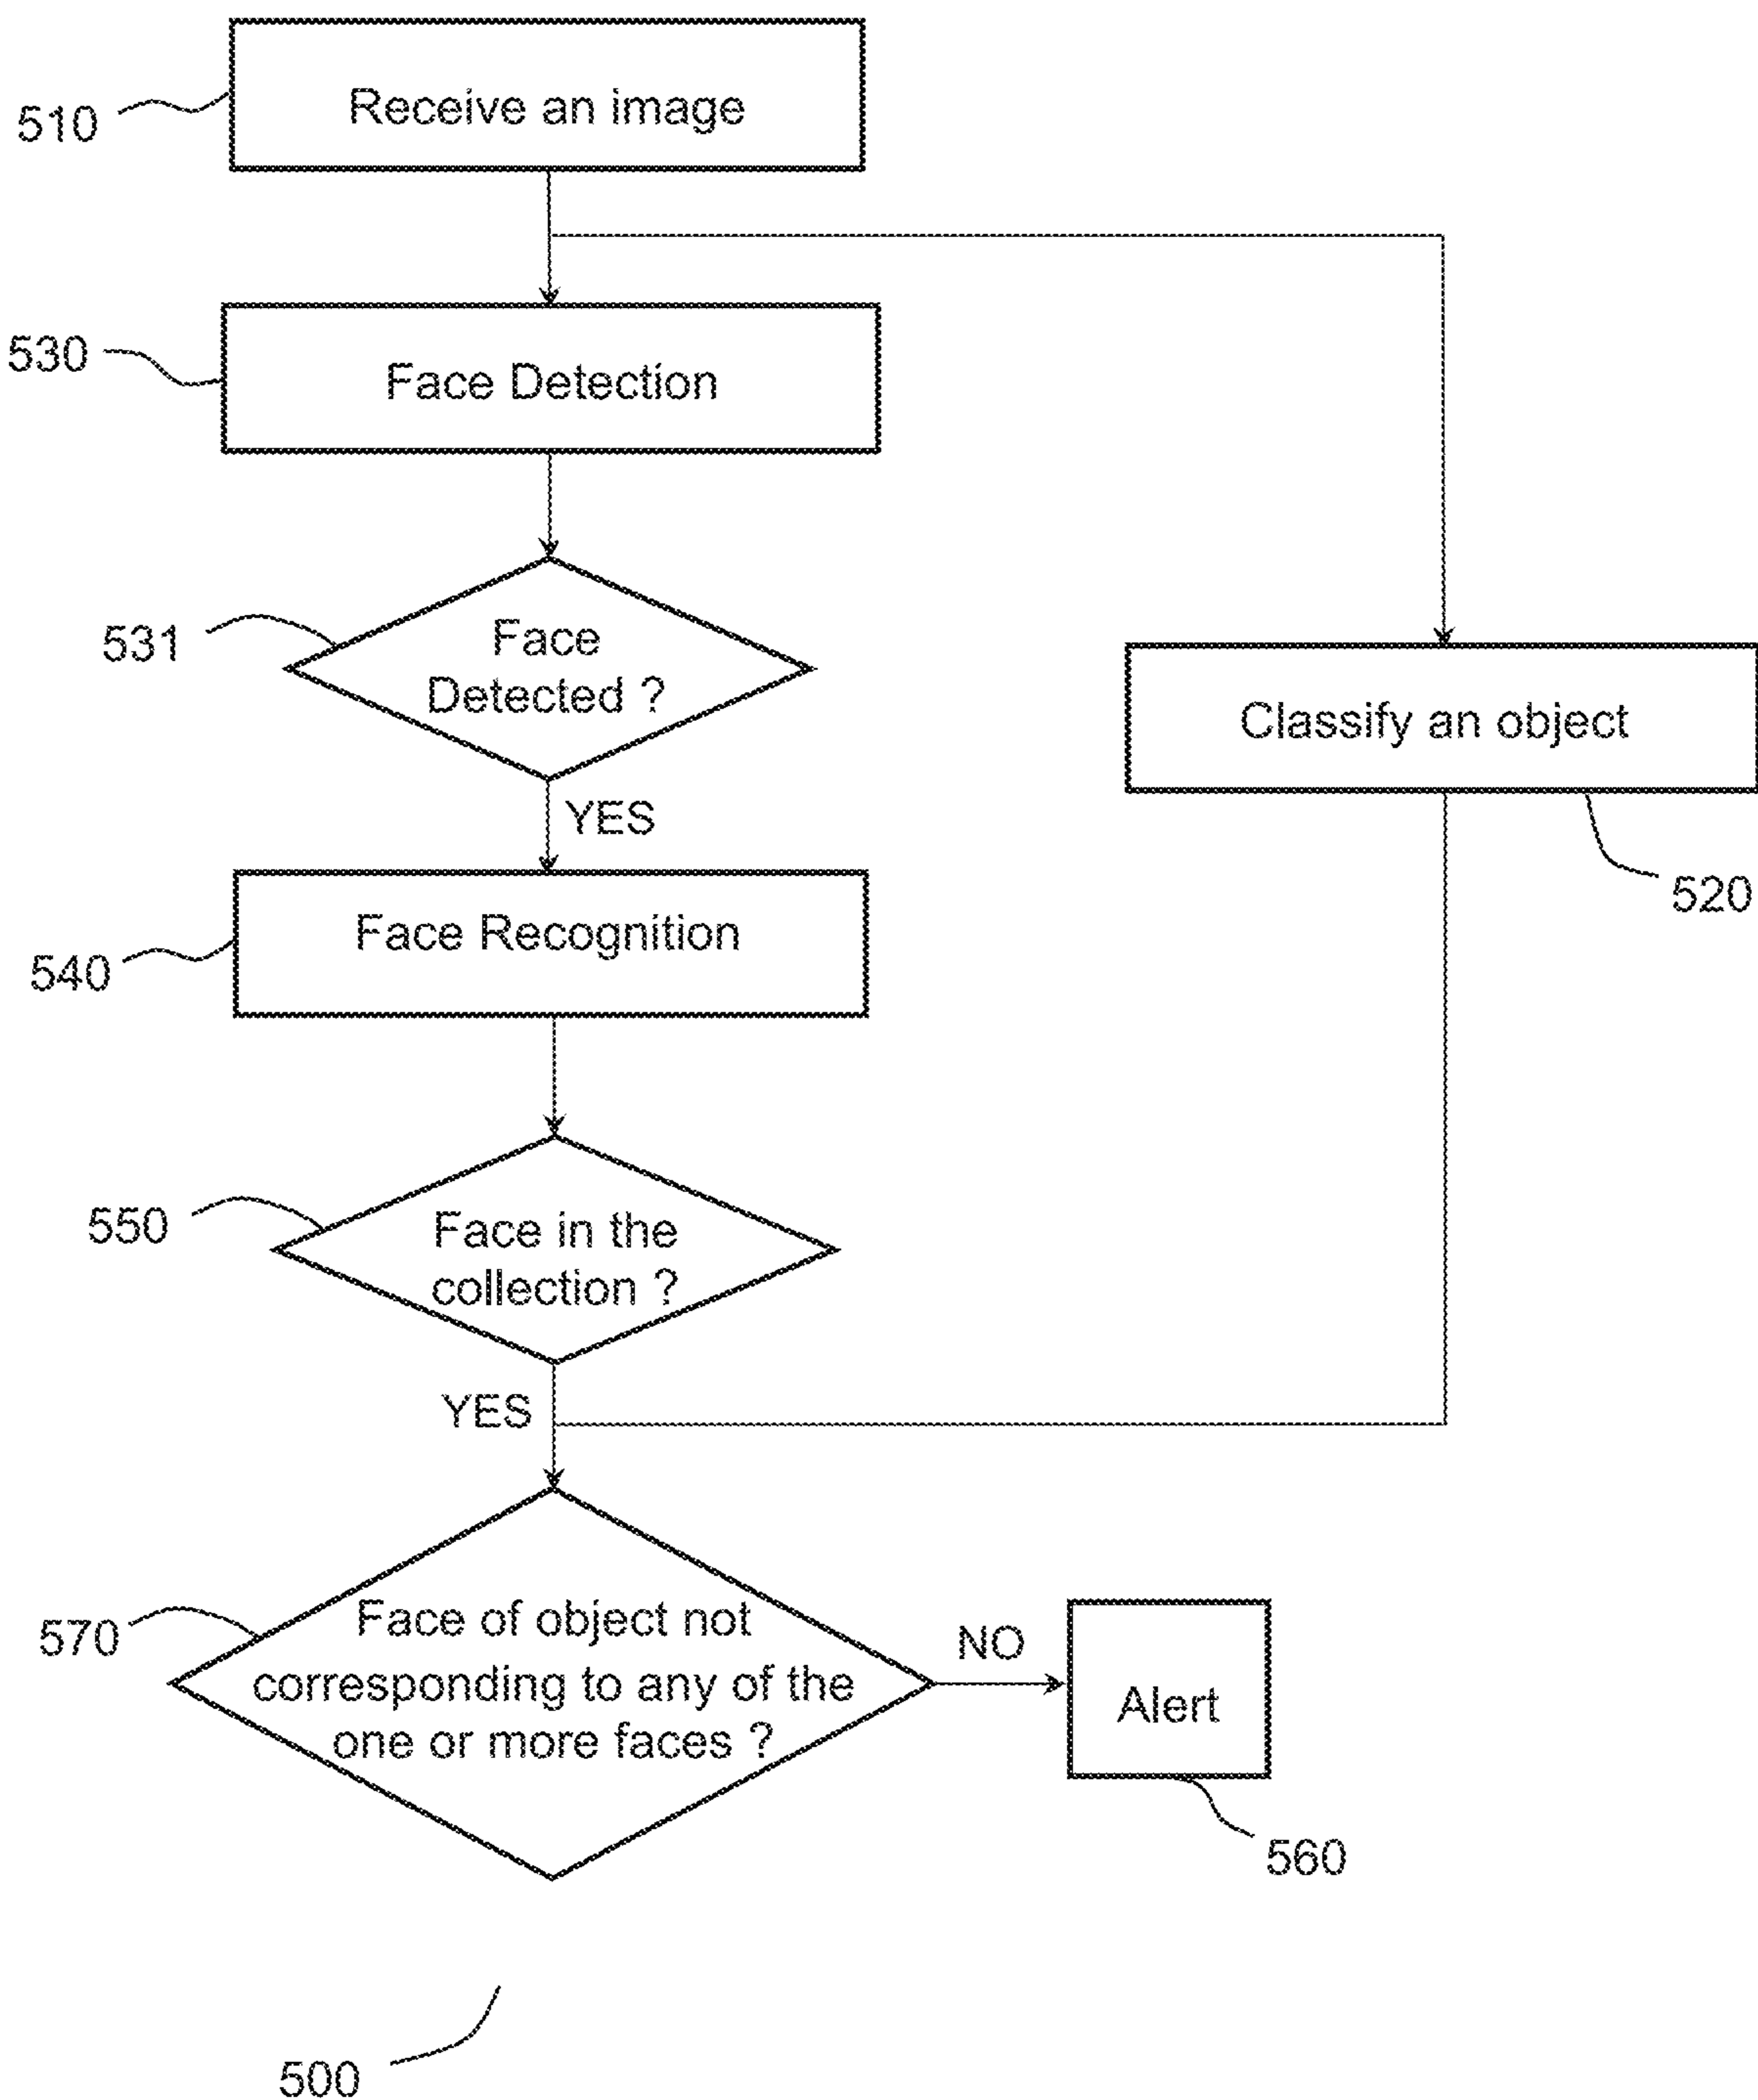 Receive an image
510
Face Detection
530
Face
Detected ?
531
Classify an object
520
YES
Face Recognition
540
Face in the
collection ?
550
YES
Face of object not
corresponding to any of the
one or more faces ?
570
NO
Alert
560
500